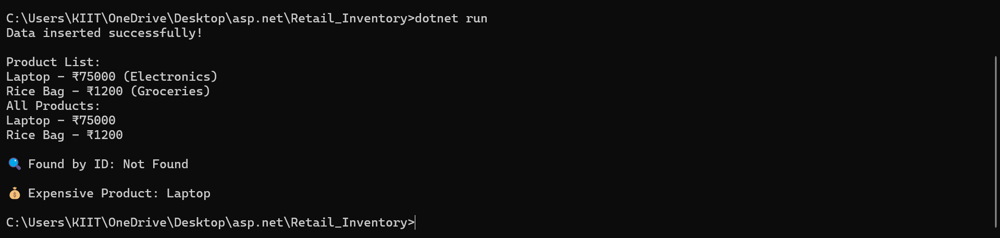 C:\Users\KIIT\OneDrive\Desktop\asp.net\Retail_Inventory>dotnet run
Data inserted successfully!
Product List:
Laptop - ₹75000 (Electronics)
Rice Bag - ₹1200 (Groceries)
All Products:
Laptop - ₹75000
Rice Bag - ₹1200
🔍 Found by ID: Not Found
💰 Expensive Product: Laptop
C:\Users\KIIT\OneDrive\Desktop\asp.net\Retail_Inventory>